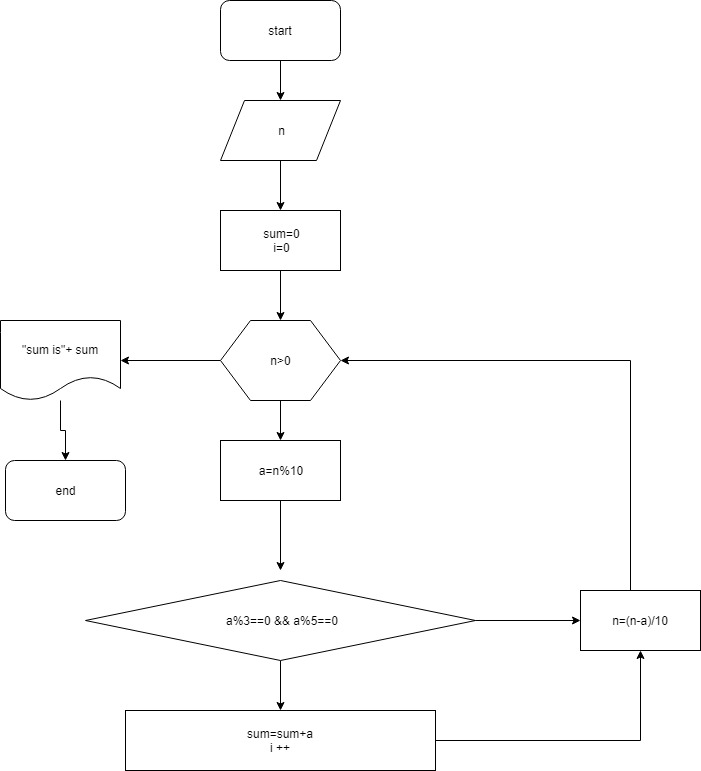 start
n
sum=0
i=0
"sum is"+ sum
n>0
a=n%10
end
a%3==0 && a%5==0
n=(n-a)/10
sum=sum+a
i ++